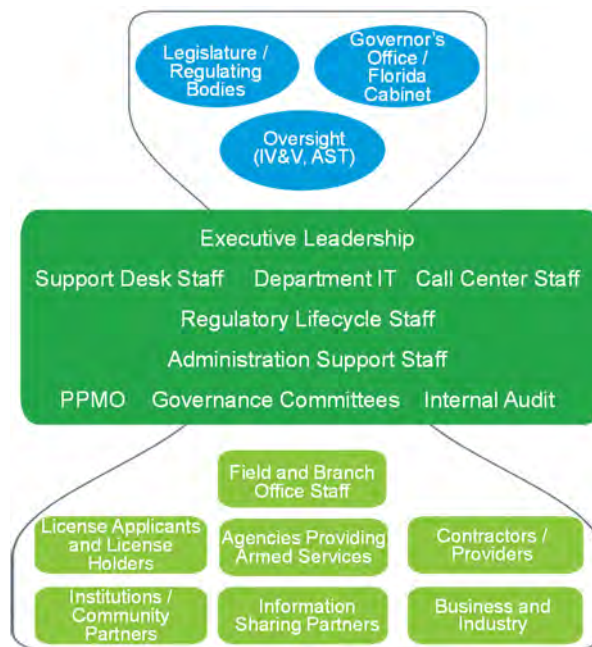 Legislature /
Regulating
Bodies
Governor's
Office /
Florida
Cabinet
Oversight
(IV&V, AST)
Executive Leadership
Support Desk Staff Department IT Call Center Staff
Regulatory Lifecycle Staff
Administration Support Staff
PPMO Governance Committees Internal Audit
Field and Branch
Office Staff
License Applicants
and License
Holders
Agencies Providing
Armed Services
Contractors /
Providers
Institutions /
Community
Partners
Information
Sharing Partners
Business and
Industry